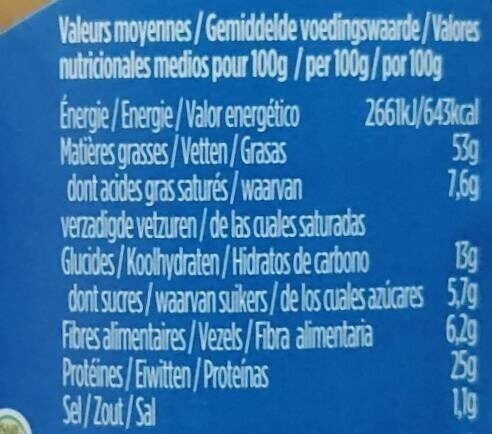 Valeurs moyennes / Gemiddelde voedingswaarde / Valores
nutricionales medios pour 100g / per 100g / por 100g
Énergie / Energie / Valor energético 2661kJ/643kcal
Matières grasses / Vetten / Grasas 53g
dont acides gras saturés / waarvan 7,6g
verzadigde vetzuren / de las cuales saturadas
Glucides / Koolhydraten / Hidratos de carbono 13g
dont sucres / waarvan suikers / de los cuales azúcares 5,7g
Fibres alimentaires / Vezels / Fibra alimentaria 6,2g
Protéines / Eiwitten / Proteínas 25g
Sel / Zout / Sal 1,1g